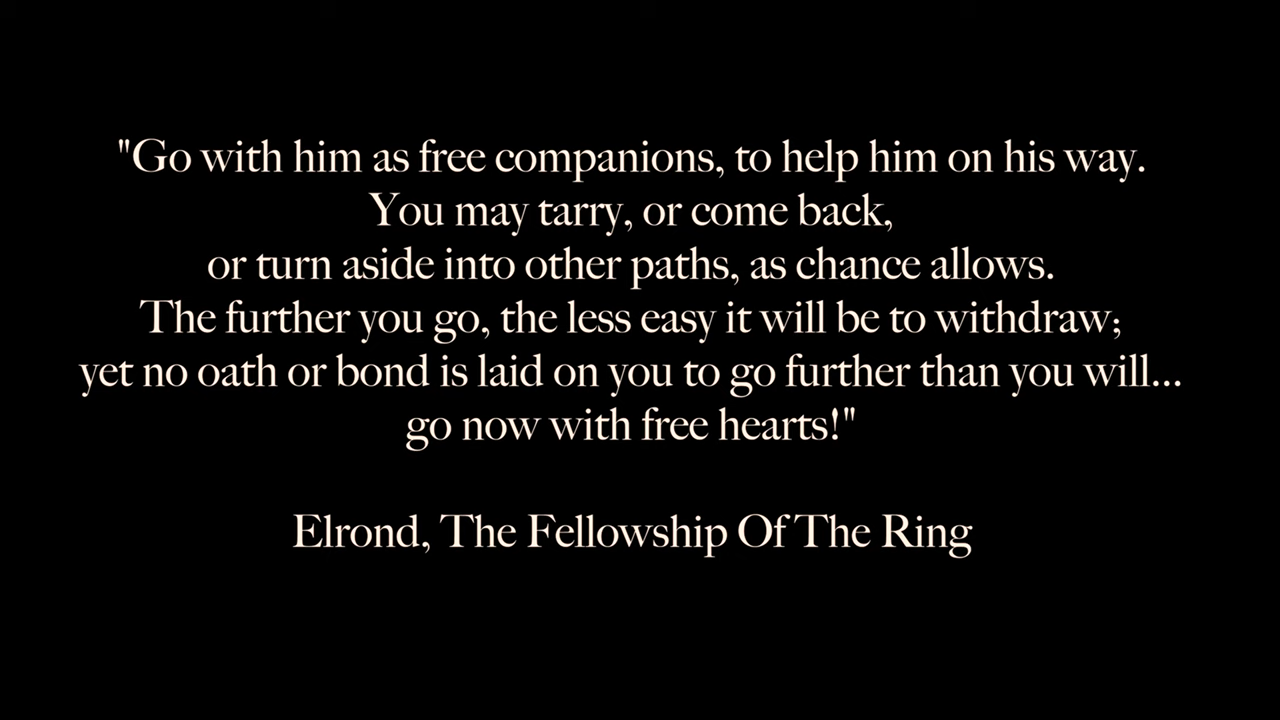 "Go with him as free companions, to help him on his way.
You may tarry, or come back,
or turn aside into other paths, as chance allows.
The further you go, the less easy it will be to withdraw;
yet no oath or bond is laid on you to go further than you will...
go now with free hearts!"
Elrond, The Fellowship Of The Ring